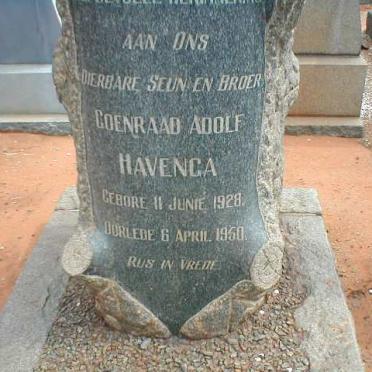 AAN ONS
DIERBARE SEUN EN BROER
COENRAAD ADOLF
HAVENGA
GEBORE 11 JUNIE 1928.
OORLEDE 6 APRIL 1950.
RUS IN VREDE